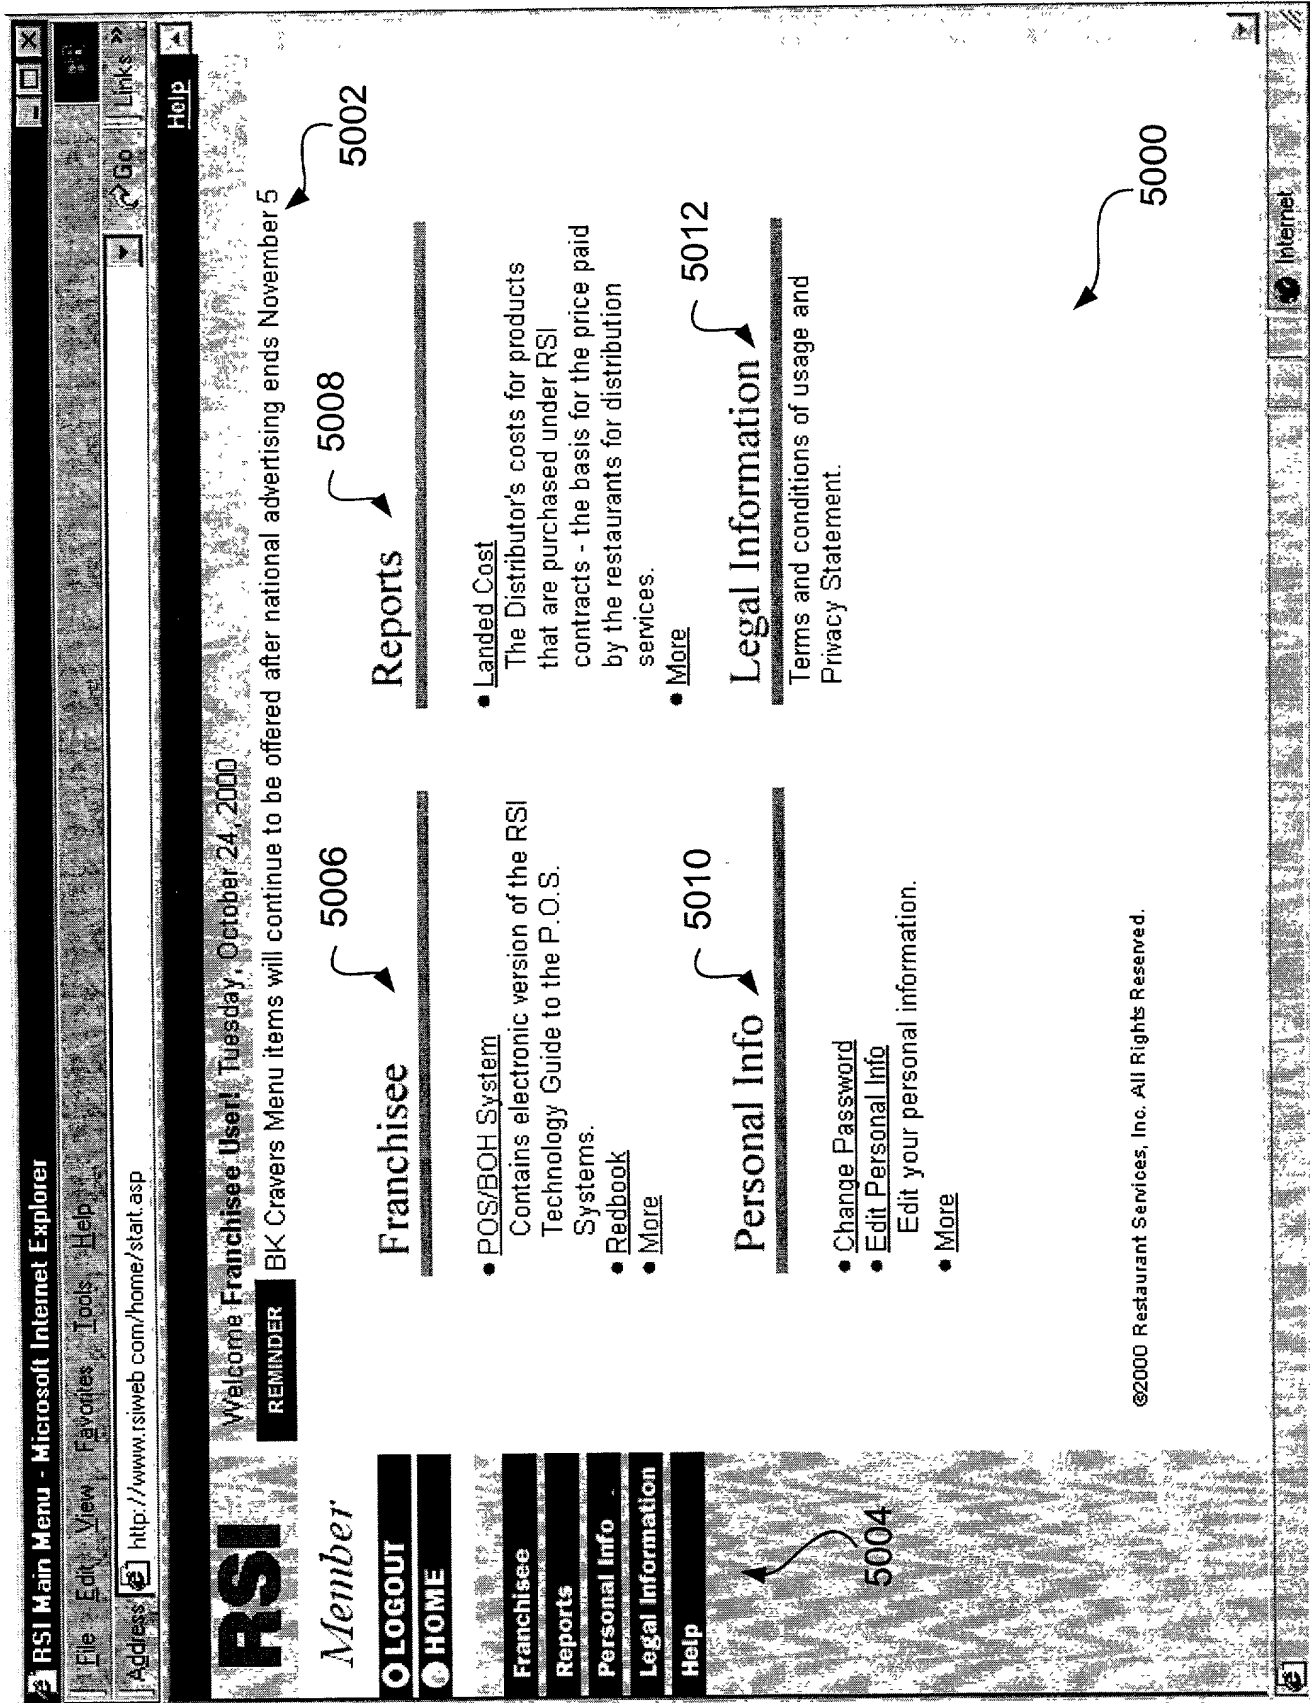 RSI Main Menu - Microsoft Internet Explorer
File Edit View Favorites Tools Help
Address http://www.rsiweb.com/home/start.asp Go Links »
Help
RSI
Welcome Franchisee User! Tuesday, October 24, 2000
REMINDER BK Cravers Menu items will continue to be offered after national advertising ends November 5
5002
Member
LOGOUT
HOME
Franchisee
Reports
Personal Info
Legal Information
Help
5004
5006
Franchisee
• POS/BOH System
Contains electronic version of the RSI
Technology Guide to the P.O.S.
Systems.
• Redbook
• More
5008
Reports
• Landed Cost
The Distributor's costs for products
that are purchased under RSI
contracts - the basis for the price paid
by the restaurants for distribution
services.
• More
5010
Personal Info
• Change Password
• Edit Personal Info
Edit your personal information.
• More
5012
Legal Information
Terms and conditions of usage and
Privacy Statement.
5000
©2000 Restaurant Services, Inc. All Rights Reserved.
Internet